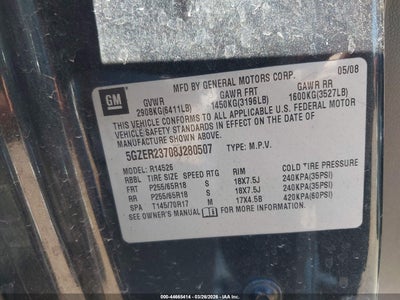 MFD BY GENERAL MOTORS CORP. 05/08
GM
GVWR GAWR FRT GAWR RR
2908KG(6411LB) 1450KG(3196LB) 1600KG(3527LB)
THIS VEHICLE CONFORMS TO ALL APPLICABLE U.S. FEDERAL MOTOR
VEHICLE SAFETY STANDARDS IN EFFECT ON THE DATE OF
MANUFACTURE SHOWN ABOVE.
5GZER23708J280507 TYPE: M.P.V.
MODEL: R14526
RBBL TIRE SIZE SPEED RTG RIM COLD TIRE PRESSURE
FRT P255/65R18 S 18X7.5J 240KPA(35PSI)
RR P255/65R18 S 18X7.5J 240KPA(35PSI)
SPA T145/70R17 M 17X4.5B 420KPA(60PSI)
SEE OWNER'S MANUAL FOR MORE INFORMATION.
© IAAI
STOCK #: 000~44665414 | 03/26/2026 | © IAA, INC.